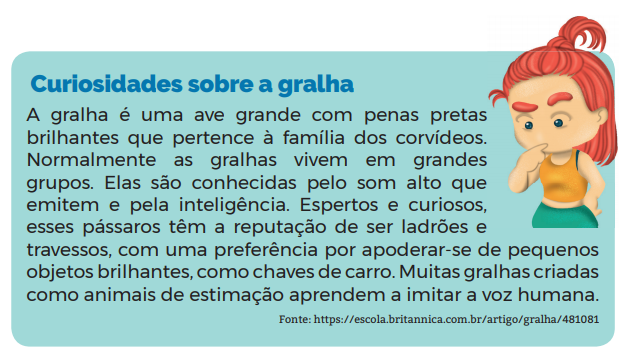 Curiosidades sobre a gralha
A gralha é uma ave grande com penas pretas
brilhantes que pertence à família dos corvídeos.
Normalmente as gralhas vivem em grandes
grupos. Elas são conhecidas pelo som alto que
emitem e pela inteligência. Espertos e curiosos,
esses pássaros têm a reputação de ser ladrões e
travessos, com uma preferência por apoderar-se de pequenos
objetos brilhantes, como chaves de carro. Muitas gralhas criadas
como animais de estimação aprendem a imitar a voz humana.
Fonte: https://escola.britannica.com.br/artigo/gralha/481081